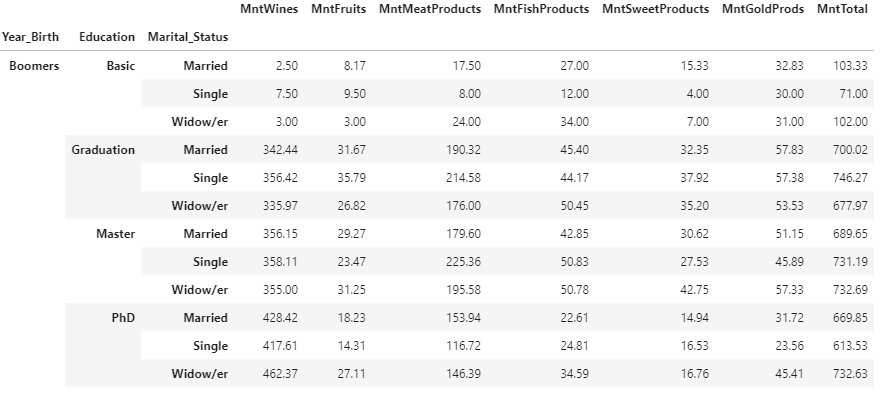 MntWines MntFruits MntMeatProducts MntFishProducts MntSweetProducts MntGoldProds MntTotal
Year_Birth Education Marital_Status
Boomers Basic Married 2.50 8.17 17.50 27.00 15.33 32.83 103.33
Single 7.50 9.50 8.00 12.00 4.00 30.00 71.00
Widow/er 3.00 3.00 24.00 34.00 7.00 31.00 102.00
Graduation Married 342.44 31.67 190.32 45.40 32.35 57.83 700.02
Single 356.42 35.79 214.58 44.17 37.92 57.38 746.27
Widow/er 335.97 26.82 176.00 50.45 35.20 53.53 677.97
Master Married 356.15 29.27 179.60 42.85 30.62 51.15 689.65
Single 358.11 23.47 225.36 50.83 27.53 45.89 731.19
Widow/er 355.00 31.25 195.58 50.78 42.75 57.33 732.69
PhD Married 428.42 18.23 153.94 22.61 14.94 31.72 669.85
Single 417.61 14.31 116.72 24.81 16.53 23.56 613.53
Widow/er 462.37 27.11 146.39 34.59 16.76 45.41 732.63